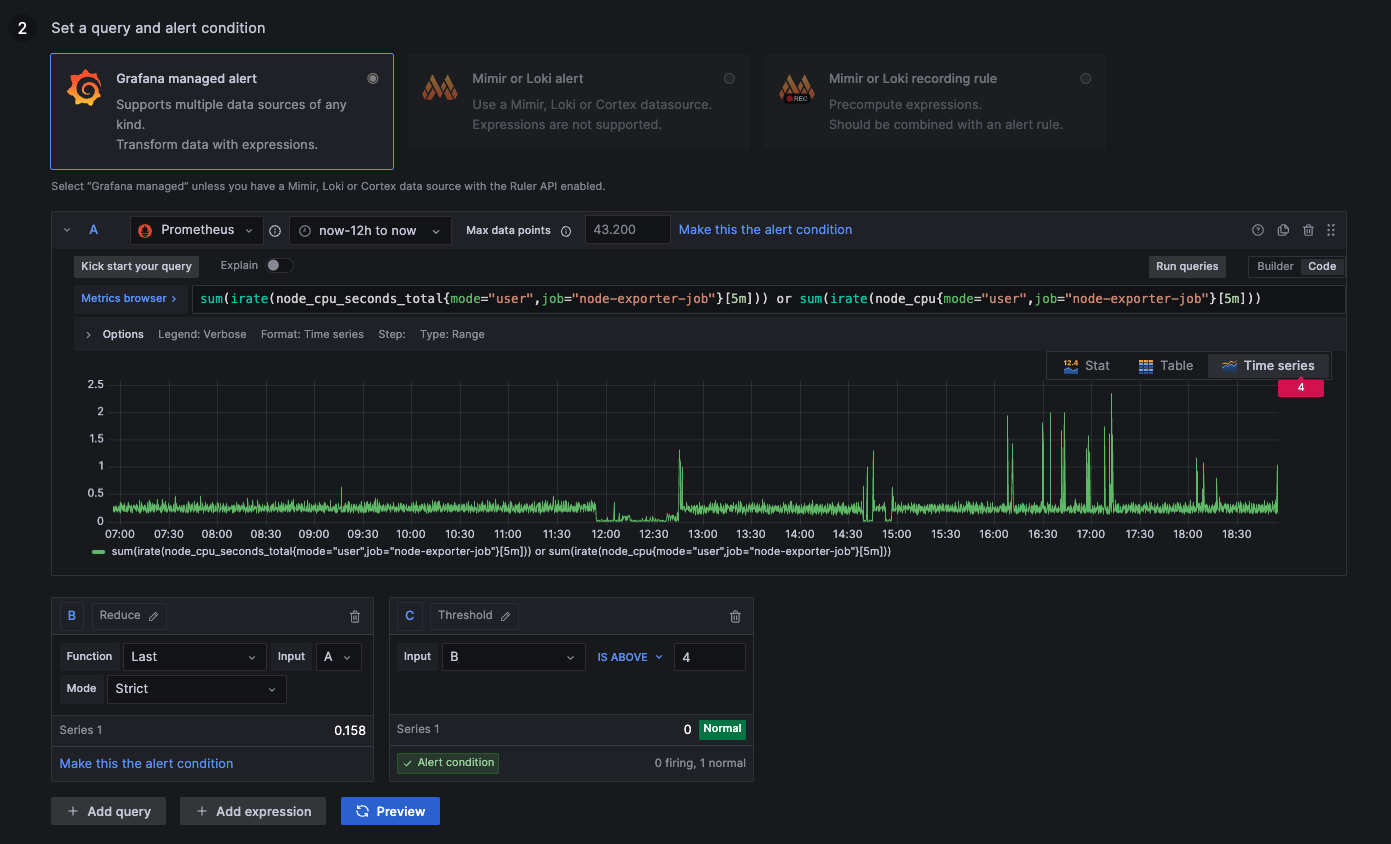 2 Set a query and alert condition
Grafana managed alert
Supports multiple data sources of any
kind.
Transform data with expressions.
Mimir or Loki alert
Use a Mimir, Loki or Cortex datasource.
Expressions are not supported.
REC
Mimir or Loki recording rule
Precompute expressions.
Should be combined with an alert rule.
Select "Grafana managed" unless you have a Mimir, Loki or Cortex data source with the Ruler API enabled.
A Prometheus now-12h to now Max data points 43.200 Make this the alert condition
Kick start your query Explain Run queries Builder Code
Metrics browser > sum(irate(node_cpu_seconds_total{mode="user",job="node-exporter-job"}[5m])) or sum(irate(node_cpu{mode="user",job="node-exporter-job"}[5m]))
> Options Legend: Verbose Format: Time series Step: Type: Range
12.4 Stat Table Time series
4
2.5
2
1.5
1
0.5
0
07:00 07:30 08:00 08:30 09:00 09:30 10:00 10:30 11:00 11:30 12:00 12:30 13:00 13:30 14:00 14:30 15:00 15:30 16:00 16:30 17:00 17:30 18:00 18:30
sum(irate(node_cpu_seconds_total{mode="user",job="node-exporter-job"}[5m])) or sum(irate(node_cpu{mode="user",job="node-exporter-job"}[5m]))
B Reduce
Function Last Input A
Mode Strict
Series 1 0.158
Make this the alert condition
C Threshold
Input B IS ABOVE 4
Series 1 0 Normal
Alert condition 0 firing, 1 normal
+ Add query + Add expression Preview